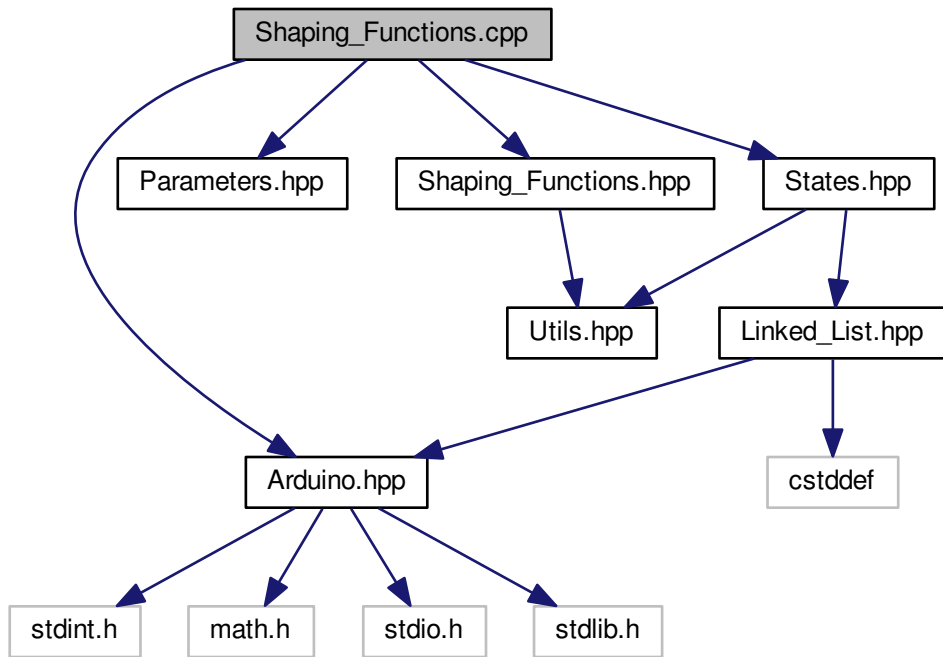 Shaping_Functions.cpp
Parameters.hpp
Shaping_Functions.hpp
States.hpp
Utils.hpp
Linked_List.hpp
Arduino.hpp
cstddef
stdint.h
math.h
stdio.h
stdlib.h